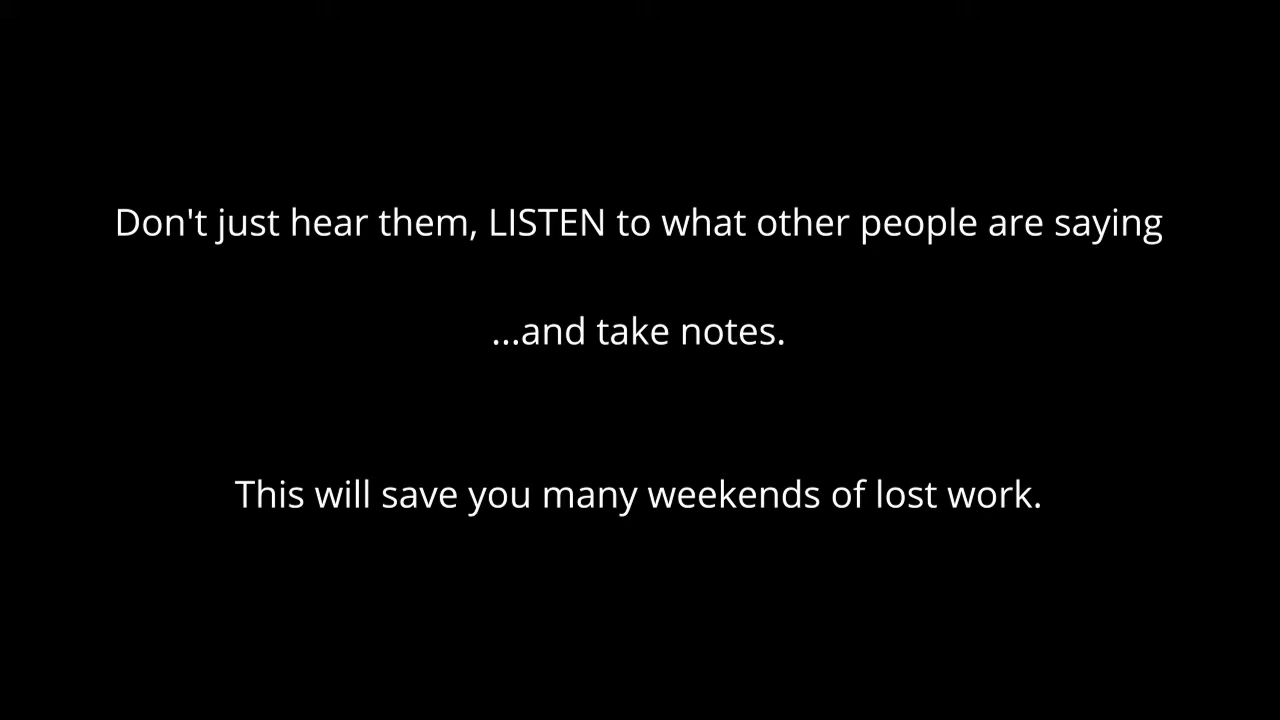 Don't just hear them, LISTEN to what other people are saying
...and take notes.
This will save you many weekends of lost work.